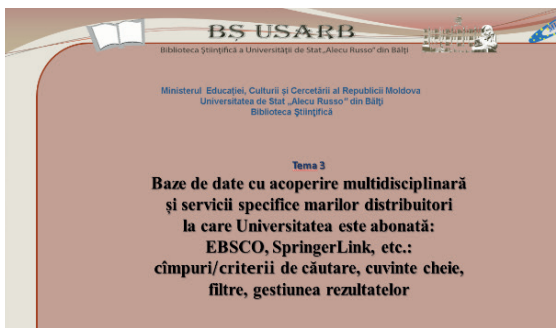 BȘ USARB
Biblioteca Științifică a Universității de Stat „Alecu Russo" din Bălți
Ministerul Educației, Culturii și Cercetării al Republicii Moldova
Universitatea de Stat „Alecu Russo" din Bălți
Biblioteca Științifică
Tema 3
Baze de date cu acoperire multidisciplinară
și servicii specifice marilor distribuitori
la care Universitatea este abonată:
EBSCO, SpringerLink, etc.:
cîmpuri/criterii de căutare, cuvinte cheie,
filtre, gestiunea rezultatelor